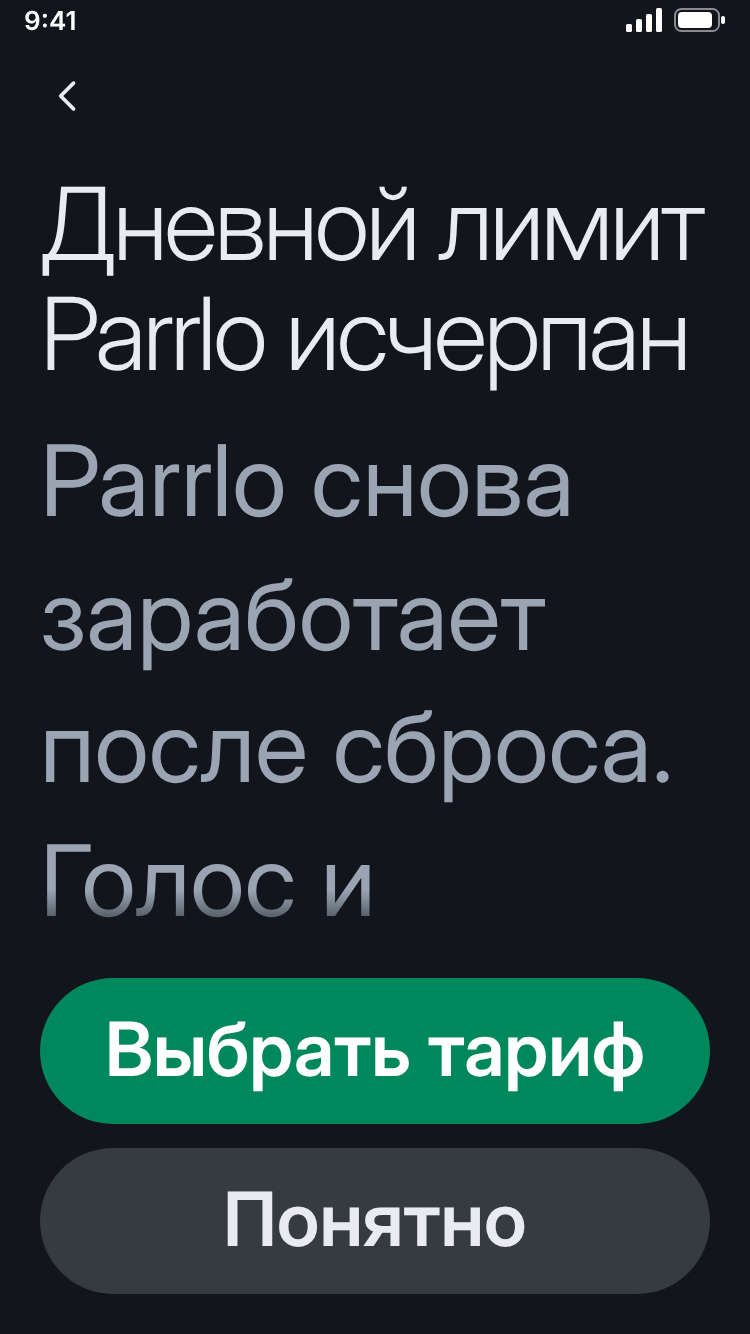 9:41
Дневной лимит
Parrlo исчерпан
Parrlo снова
заработает
после сброса.
Голос и
Выбрать тариф
Понятно